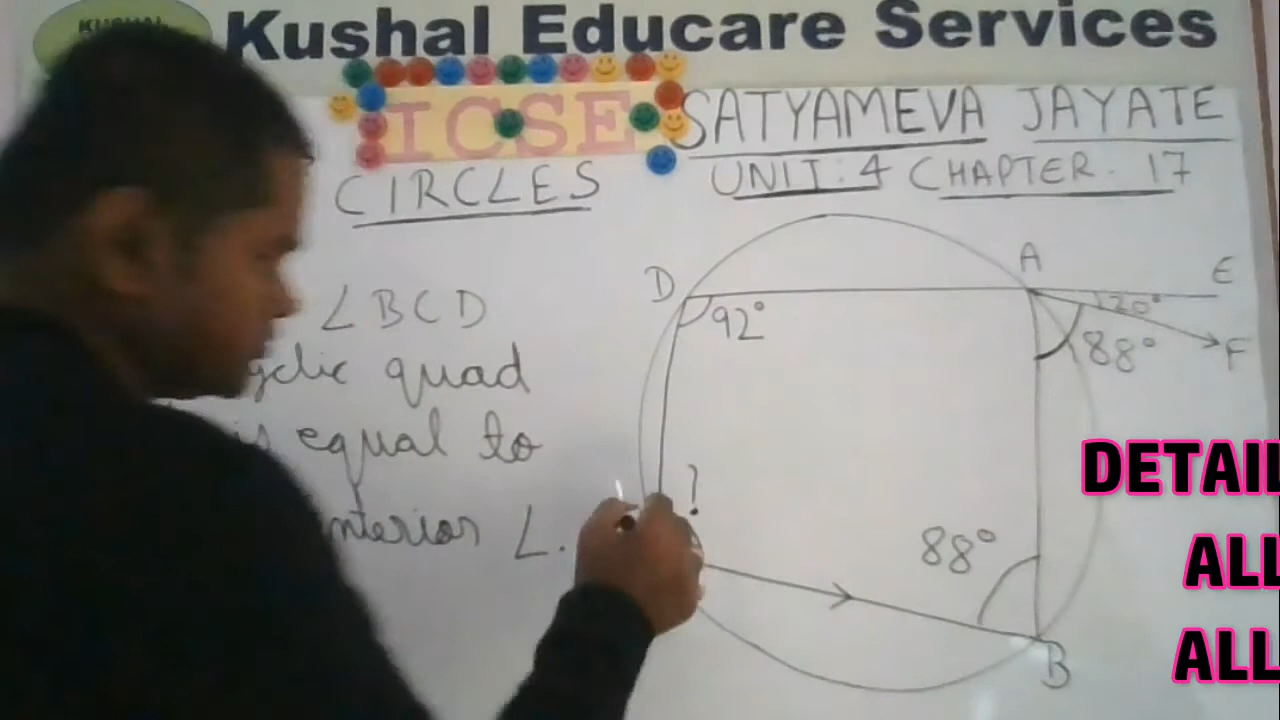 Kushal Educare Services
ICSE
SATYAMEVA JAYATE
CIRCLES
UNIT: 4 CHAPTER. 17
∠BCD
quad
equal to
interior ∠.
D
92°
A
E
20°
F
88°
?
88°
B
DETAIL
ALL
ALL